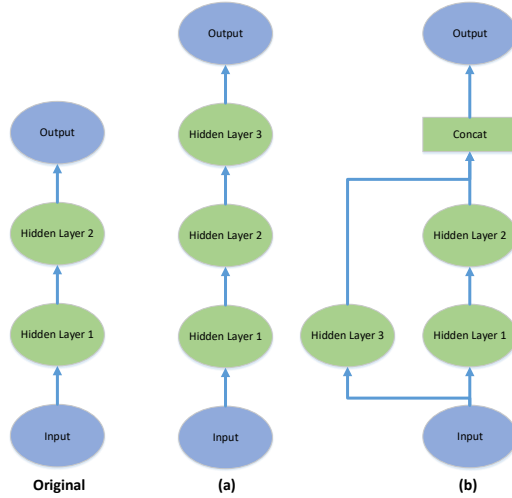 Output
Hidden Layer 2
Hidden Layer 1
Input
Original
Output
Hidden Layer 3
Hidden Layer 2
Hidden Layer 1
Input
(a)
Output
Concat
Hidden Layer 2
Hidden Layer 3
Hidden Layer 1
Input
(b)